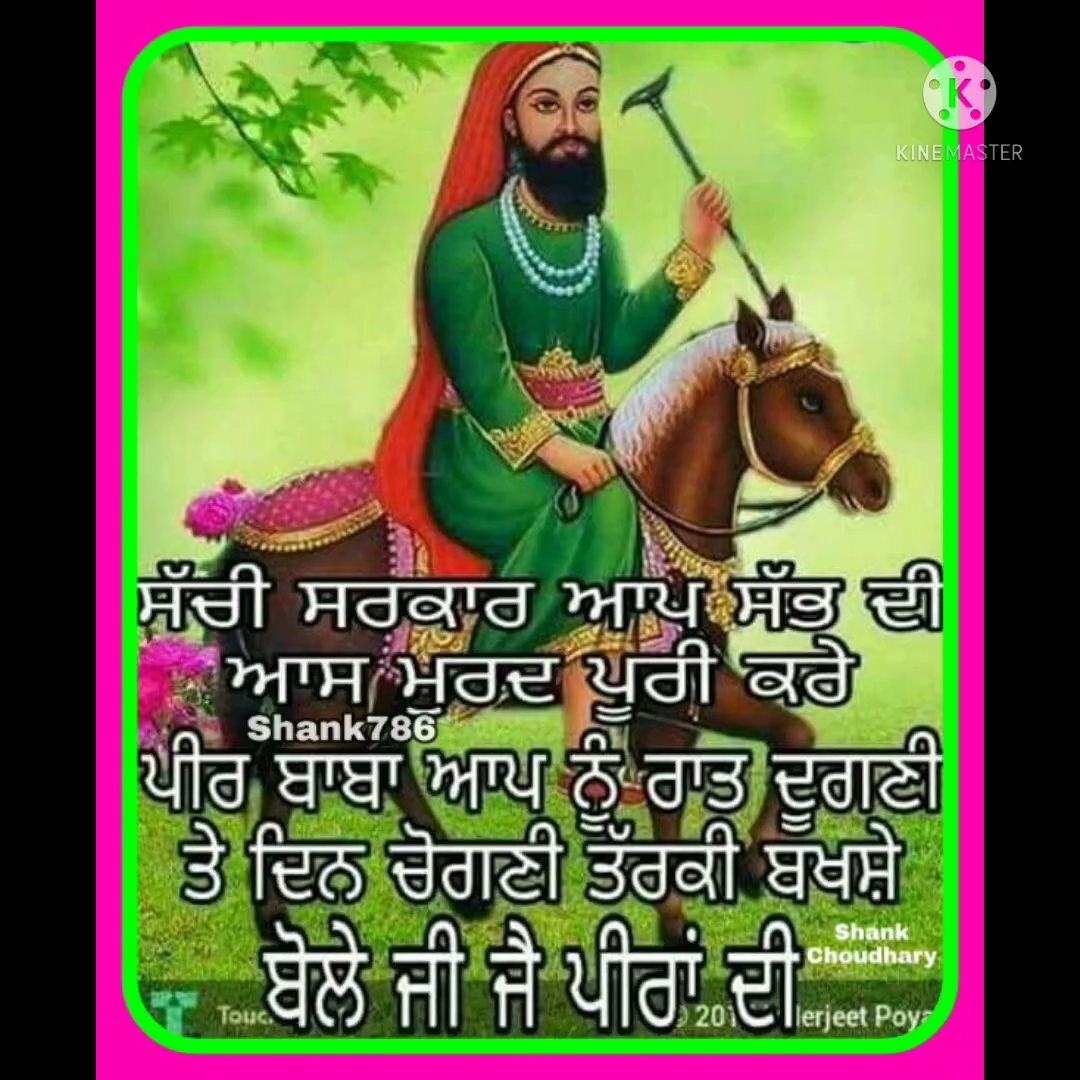 KINEMASTER
ਸੱਚੀ ਸਰਕਾਰ ਆਪ ਸੱਭ ਦੀ
ਆਸ ਮੁਰਦ ਪੂਰੀ ਕਰੇ
Shank786
ਪੀਰ ਬਾਬਾ ਆਪ ਨੂੰ ਰਾਤ ਦੂਗਣੀ
ਤੇ ਦਿਨ ਚੋਗਣੀ ਤੱਰਕੀ ਬਖਸ਼ੇ
Shank
Choudhary
ਬੋਲੇ ਜੀ ਜੈ ਪੀਰਾਂ ਦੀ